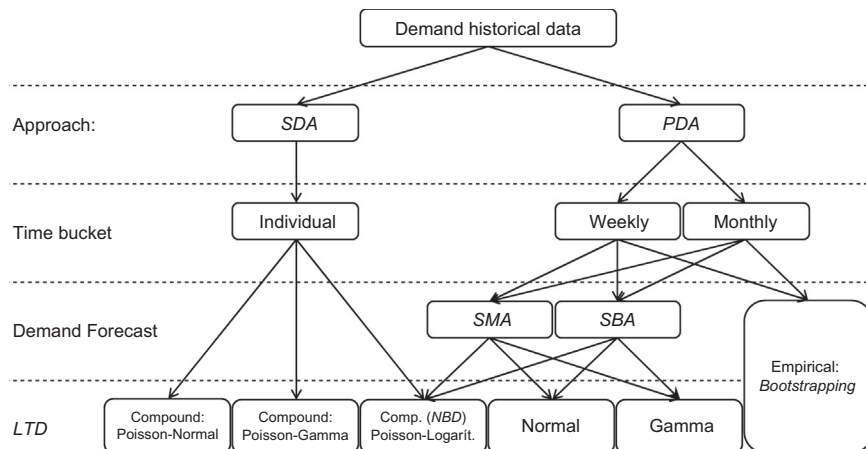 Demand historical data
Approach:
SDA
PDA
Time bucket
Individual
Weekly
Monthly
Demand Forecast
SMA
SBA
Empirical:
Bootstrapping
LTD
Compound:
Poisson-Normal
Compound:
Poisson-Gamma
Comp. (NBD)
Poisson-Logarít.
Normal
Gamma